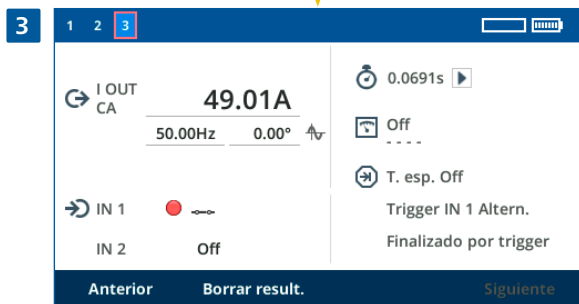 3
1 2 3
I OUT
CA
49.01A
50.00Hz 0.00°
0.0691s
Off
- - - -
T. esp. Off
Trigger IN 1 Altern.
Finalizado por trigger
IN 1
IN 2 Off
Anterior Borrar result. Siguiente